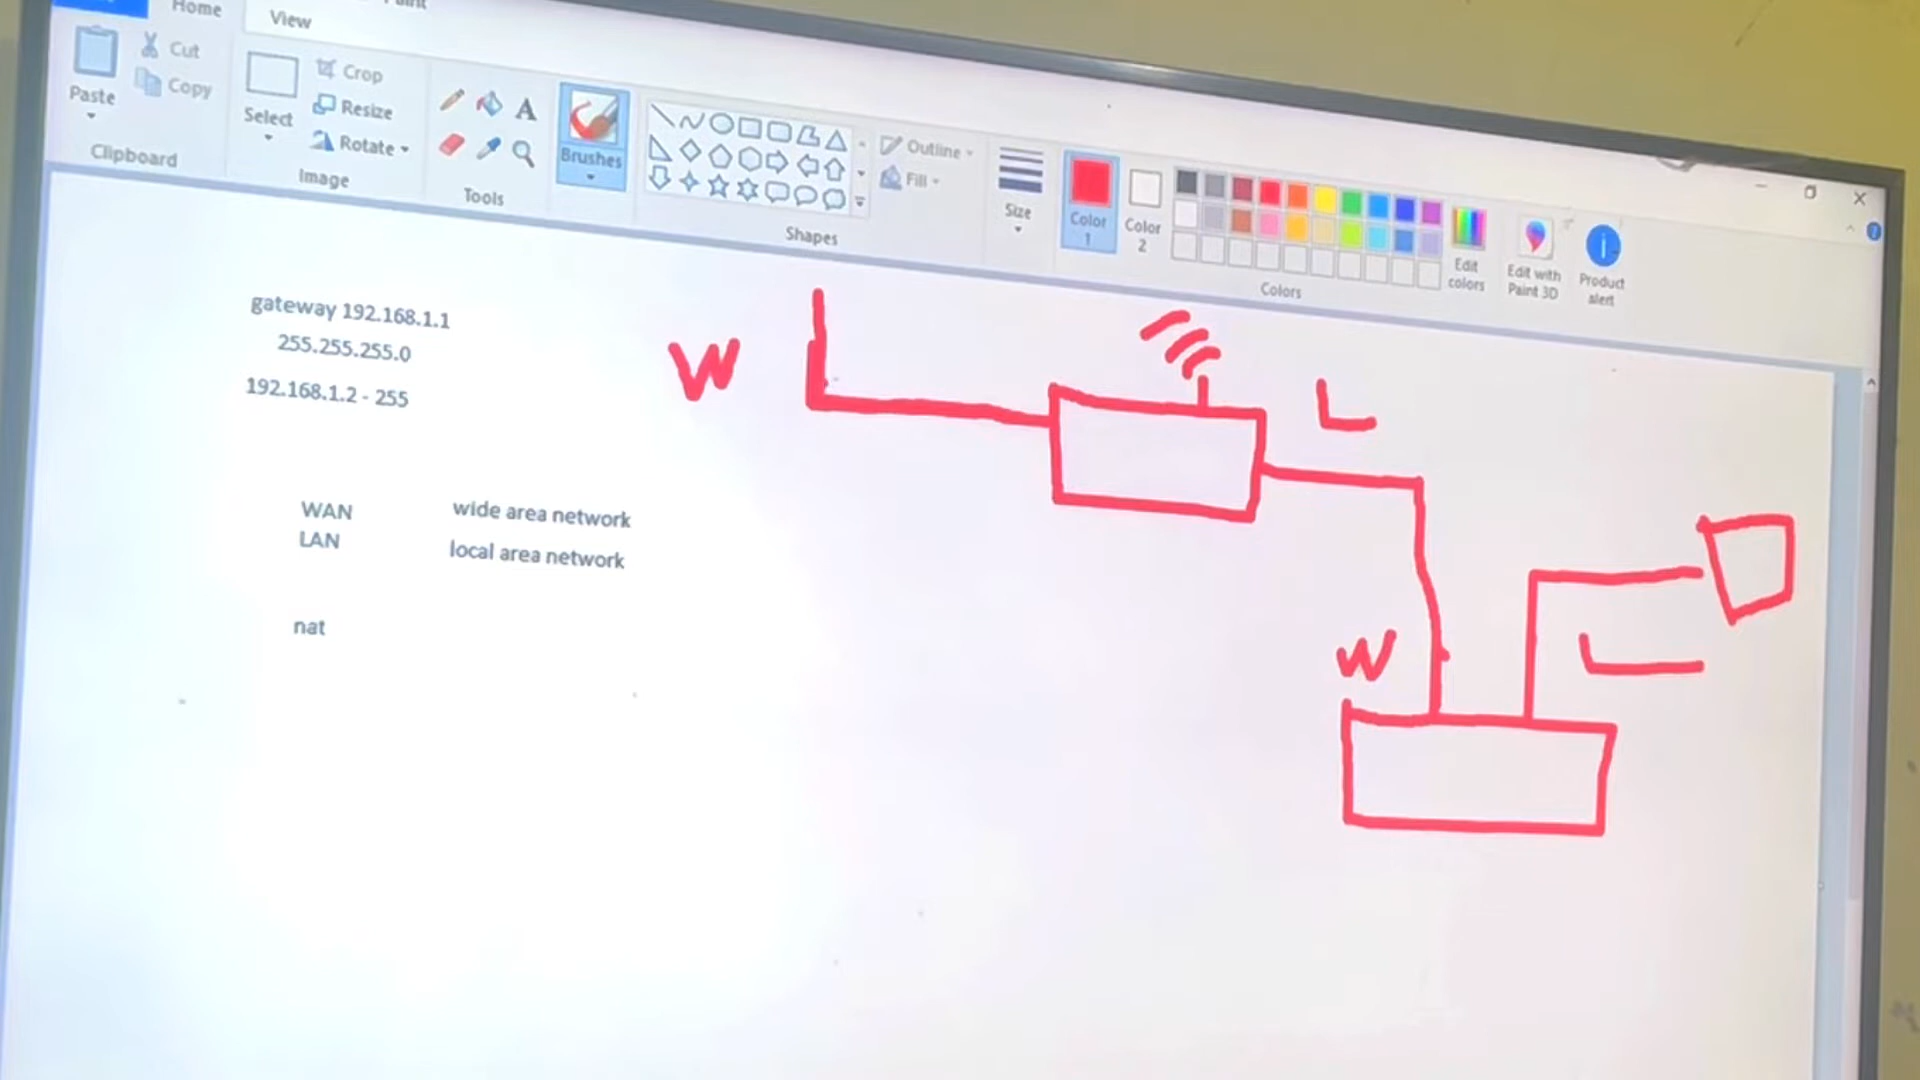 Home
View
Paste
Cut
Copy
Clipboard
Select
Crop
Resize
Rotate
Image
Tools
Brushes
Shapes
Outline
Fill
Size
Color 1
Color 2
Edit colors
Edit with Paint 3D
Product alert
Colors
gateway 192.168.1.1
255.255.255.0
192.168.1.2 - 255
WAN wide area network
LAN local area network
nat
W
L
W
L